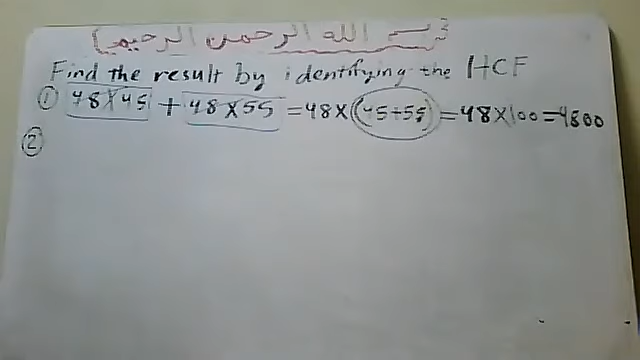 بسم الله الرحمن الرحيم
Find the result by identifying the HCF
① 48×45 + 48×55 = 48×(45+55) = 48×100 = 4800
②